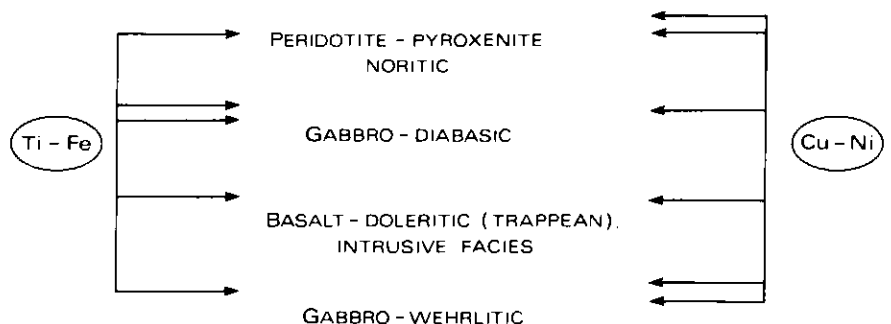 PERIDOTITE - PYROXENITE
NORITIC
GABBRO - DIABASIC
Ti - Fe
Cu - Ni
BASALT - DOLERITIC (TRAPPEAN).
INTRUSIVE FACIES
GABBRO - WEHRLITIC